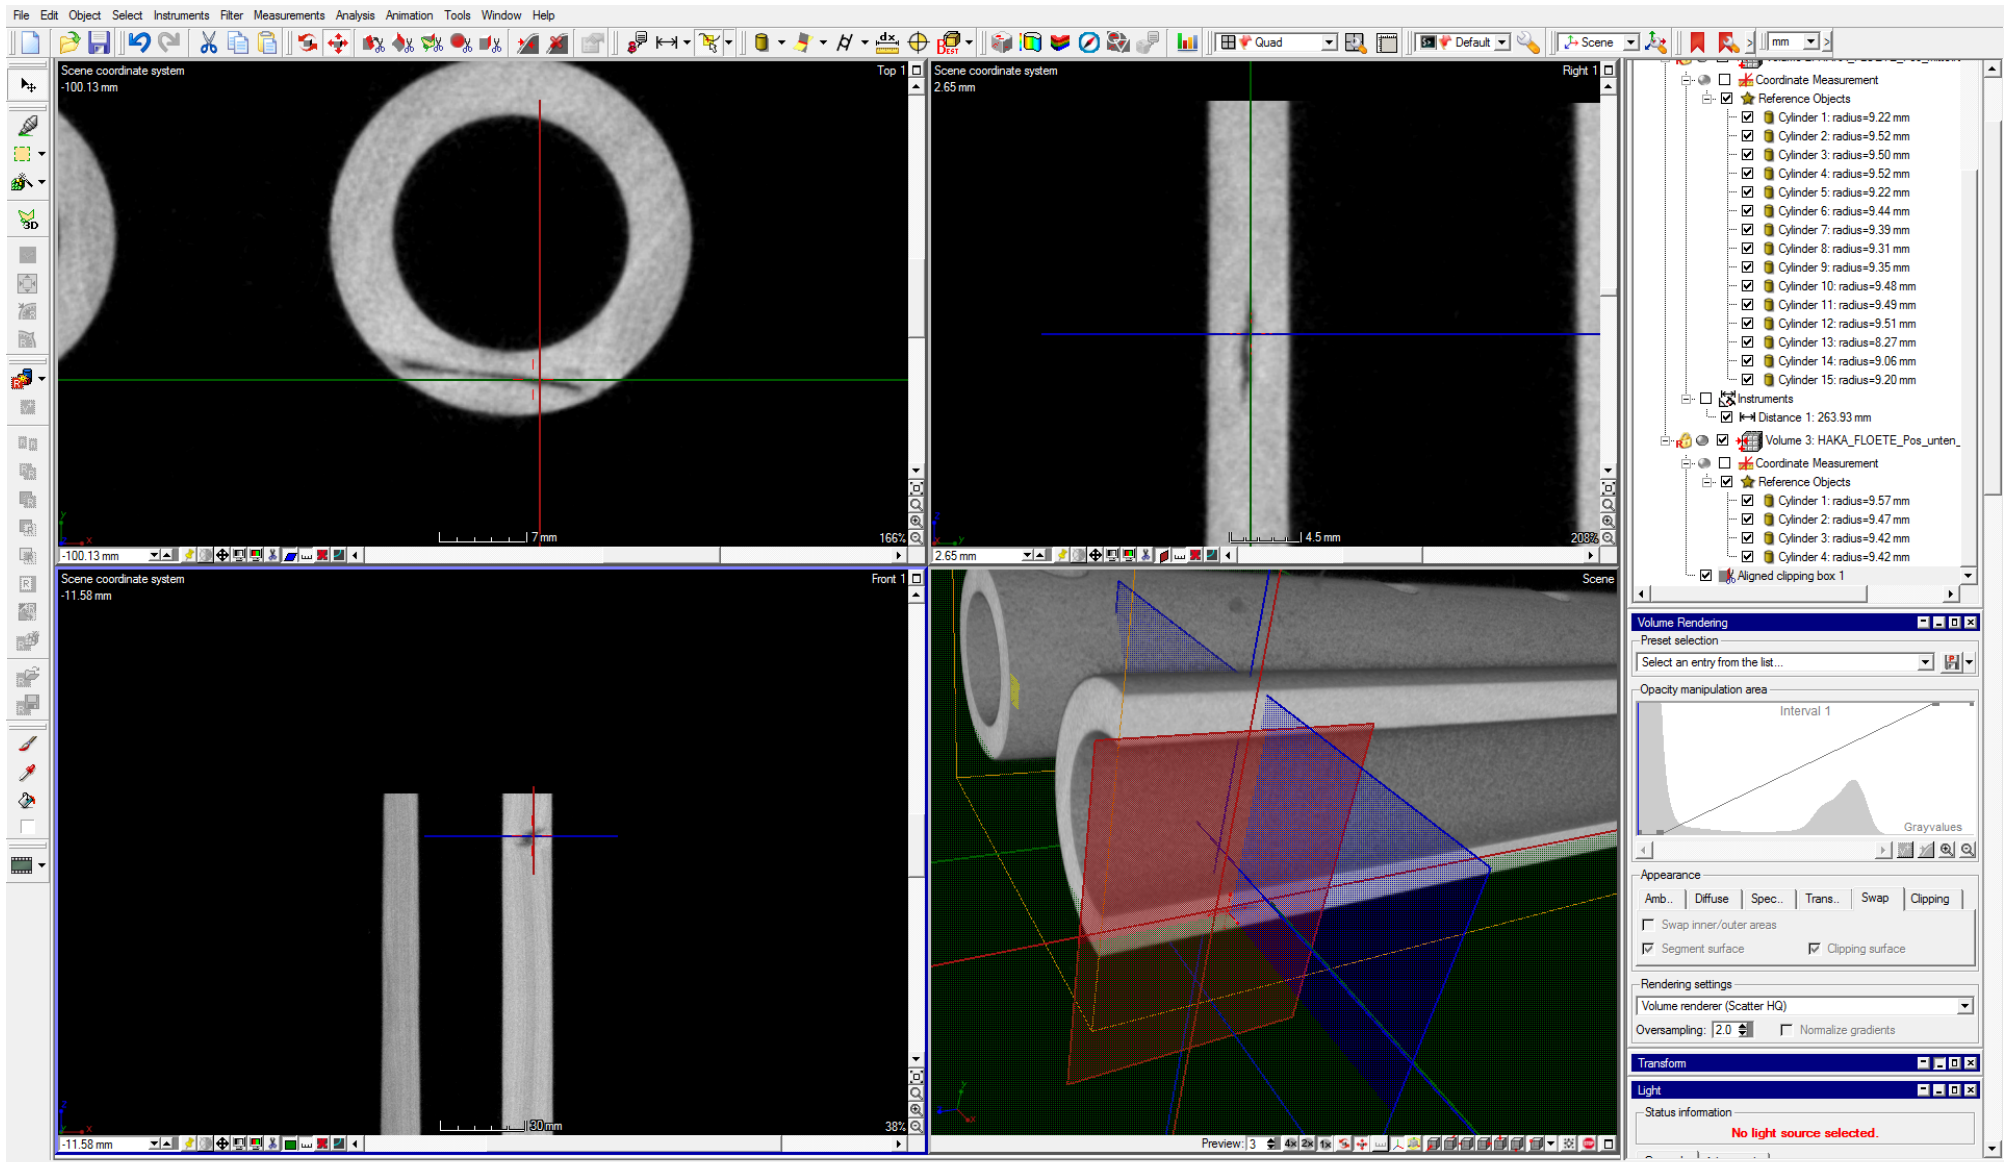 File Edit Object Select Instruments Filter Measurements Analysis Animation Tools Window Help
dx
BEST
Quad
Default
Scene
mm
Scene coordinate system
Top 1
-100.13 mm
7 mm
166%
-100.13 mm
Scene coordinate system
Right 1
2.65 mm
4.5 mm
208%
2.65 mm
Scene coordinate system
Front 1
-11.58 mm
30 mm
38%
-11.58 mm
Scene
Preview: 3
4x 2x 1x
3D
Coordinate Measurement
Reference Objects
Cylinder 1: radius=9.22 mm
Cylinder 2: radius=9.52 mm
Cylinder 3: radius=9.50 mm
Cylinder 4: radius=9.52 mm
Cylinder 5: radius=9.22 mm
Cylinder 6: radius=9.44 mm
Cylinder 7: radius=9.39 mm
Cylinder 8: radius=9.31 mm
Cylinder 9: radius=9.35 mm
Cylinder 10: radius=9.48 mm
Cylinder 11: radius=9.49 mm
Cylinder 12: radius=9.51 mm
Cylinder 13: radius=8.27 mm
Cylinder 14: radius=9.06 mm
Cylinder 15: radius=9.20 mm
Instruments
Distance 1: 263.93 mm
Volume 3: HAKA_FLOETE_Pos_unten_
Coordinate Measurement
Reference Objects
Cylinder 1: radius=9.57 mm
Cylinder 2: radius=9.47 mm
Cylinder 3: radius=9.42 mm
Cylinder 4: radius=9.42 mm
Aligned clipping box 1
Volume Rendering
Preset selection
Select an entry from the list...
Opacity manipulation area
Interval 1
Grayvalues
Appearance
Amb.. Diffuse Spec.. Trans.. Swap Clipping
Swap inner/outer areas
Segment surface Clipping surface
Rendering settings
Volume renderer (Scatter HQ)
Oversampling: 2.0 Normalize gradients
Transform
Light
Status information
No light source selected.